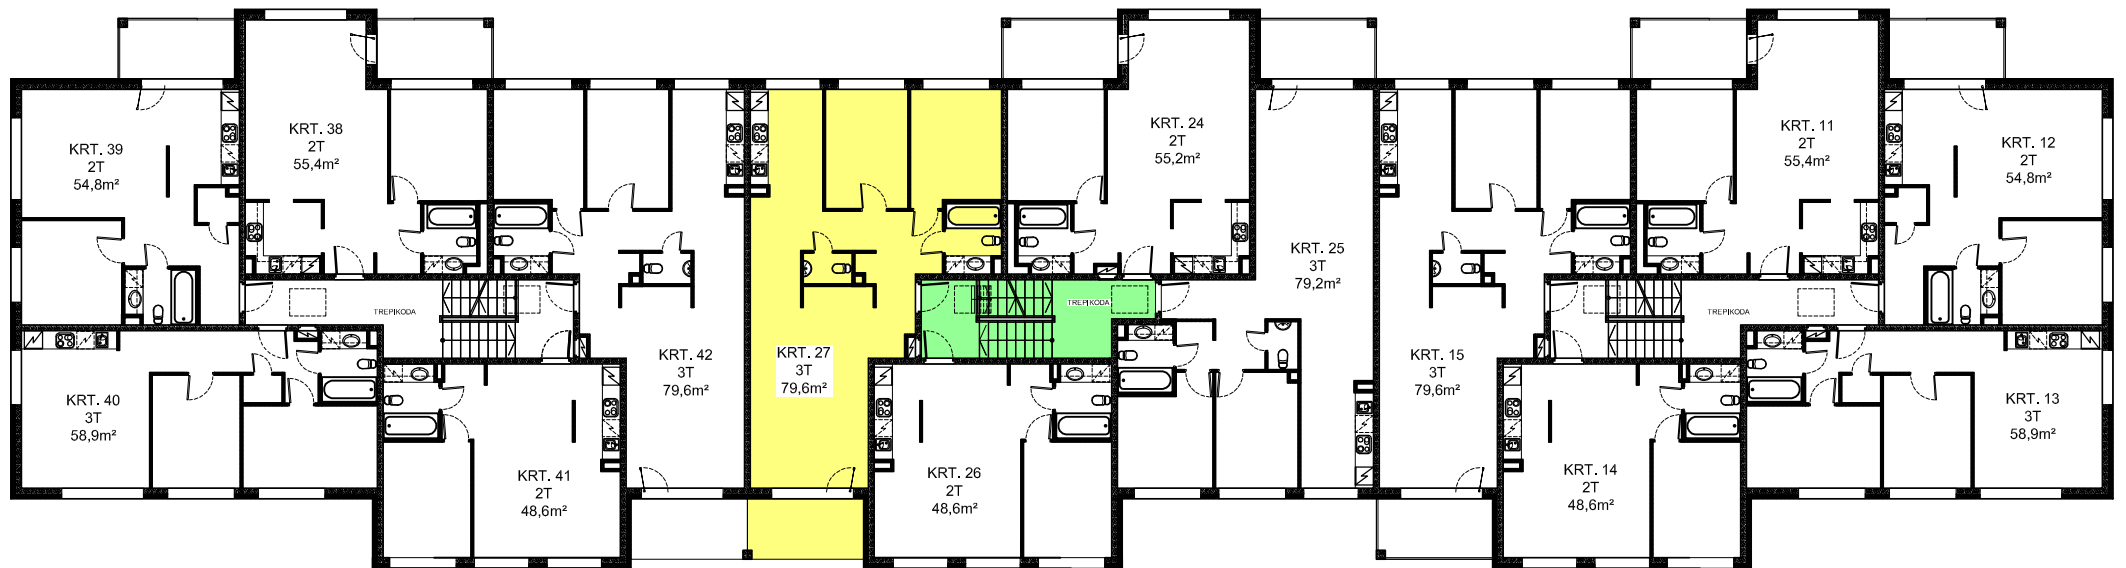 KRT. 39
2T
54,8m²
KRT. 38
2T
55,4m²
KRT. 24
2T
55,2m²
KRT. 11
2T
55,4m²
KRT. 12
2T
54,8m²
KRT. 25
3T
79,2m²
TREPIKODA
TREPIKODA
TREPIKODA
KRT. 40
3T
58,9m²
KRT. 42
3T
79,6m²
KRT. 27
3T
79,6m²
KRT. 15
3T
79,6m²
KRT. 13
3T
58,9m²
KRT. 41
2T
48,6m²
KRT. 26
2T
48,6m²
KRT. 14
2T
48,6m²